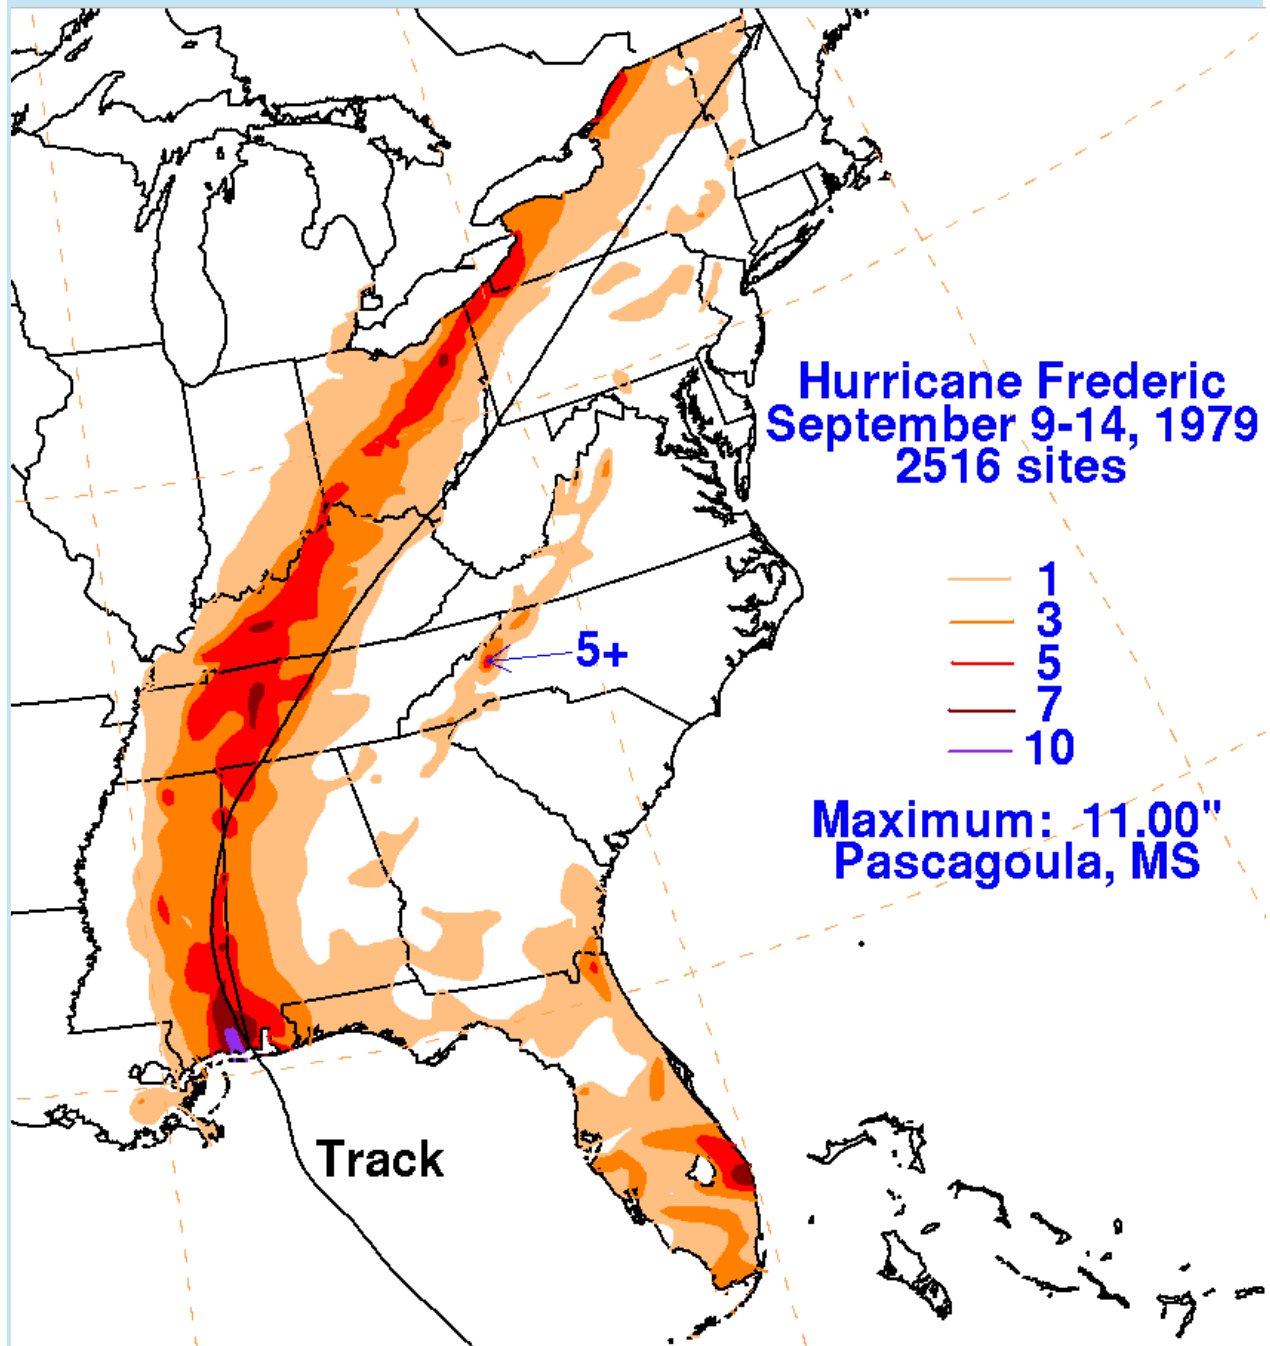 Hurricane Frederic
September 9-14, 1979
2516 sites
1
3
5+
5
7
10
Maximum: 11.00"
Pascagoula, MS
Track